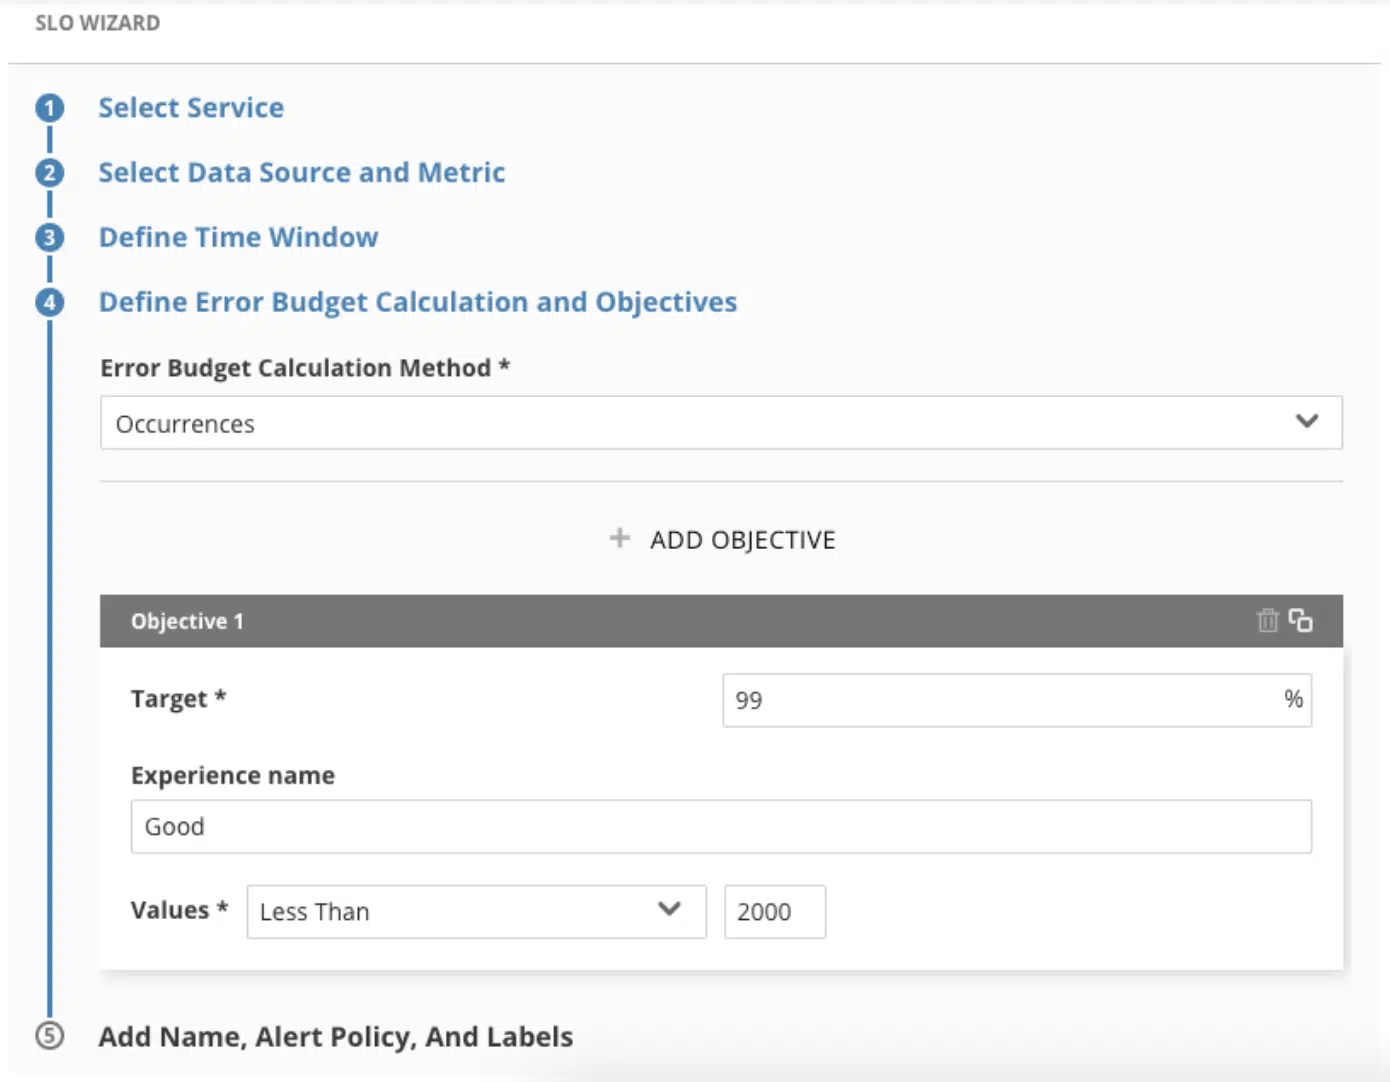 SLO WIZARD
1 Select Service
2 Select Data Source and Metric
3 Define Time Window
4 Define Error Budget Calculation and Objectives
Error Budget Calculation Method *
Occurrences
+ ADD OBJECTIVE
Objective 1
Target * 99 %
Experience name
Good
Values * Less Than 2000
5 Add Name, Alert Policy, And Labels